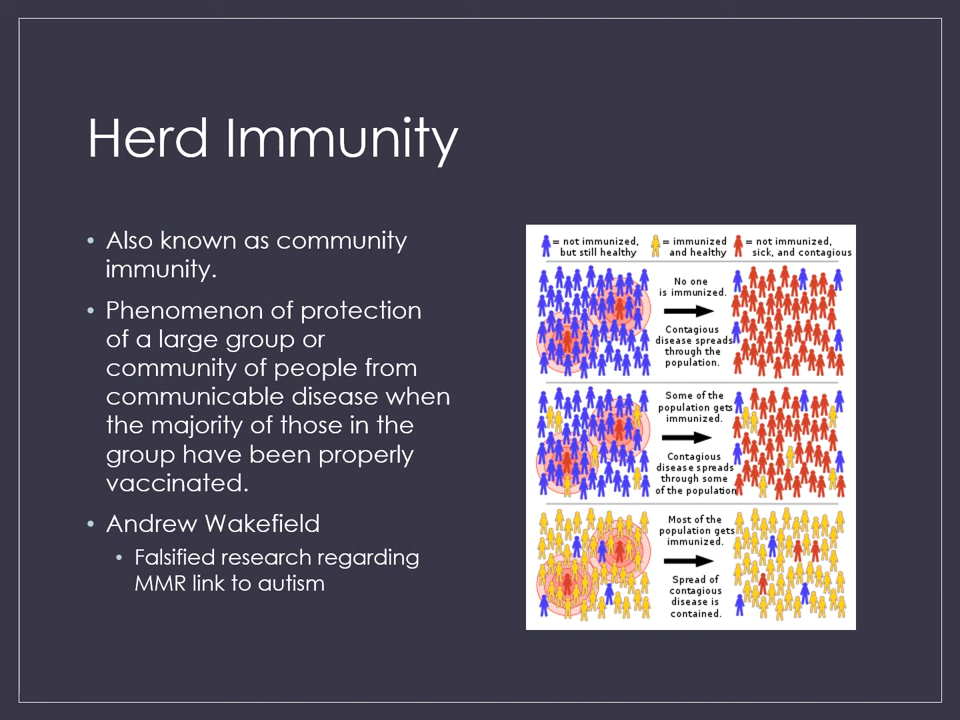 Herd Immunity
• Also known as community
immunity.
• Phenomenon of protection
of a large group or
community of people from
communicable disease when
the majority of those in the
group have been properly
vaccinated.
• Andrew Wakefield
• Falsified research regarding
MMR link to autism
= not immunized,
but still healthy
= immunized
and healthy
= not immunized,
sick, and contagious
No one
is immunized.
Contagious
disease spreads
through the
population.
Some of the
population gets
immunized.
Contagious
disease spreads
through some
of the population
Most of the
population gets
immunized.
Spread of
contagious
disease is
contained.